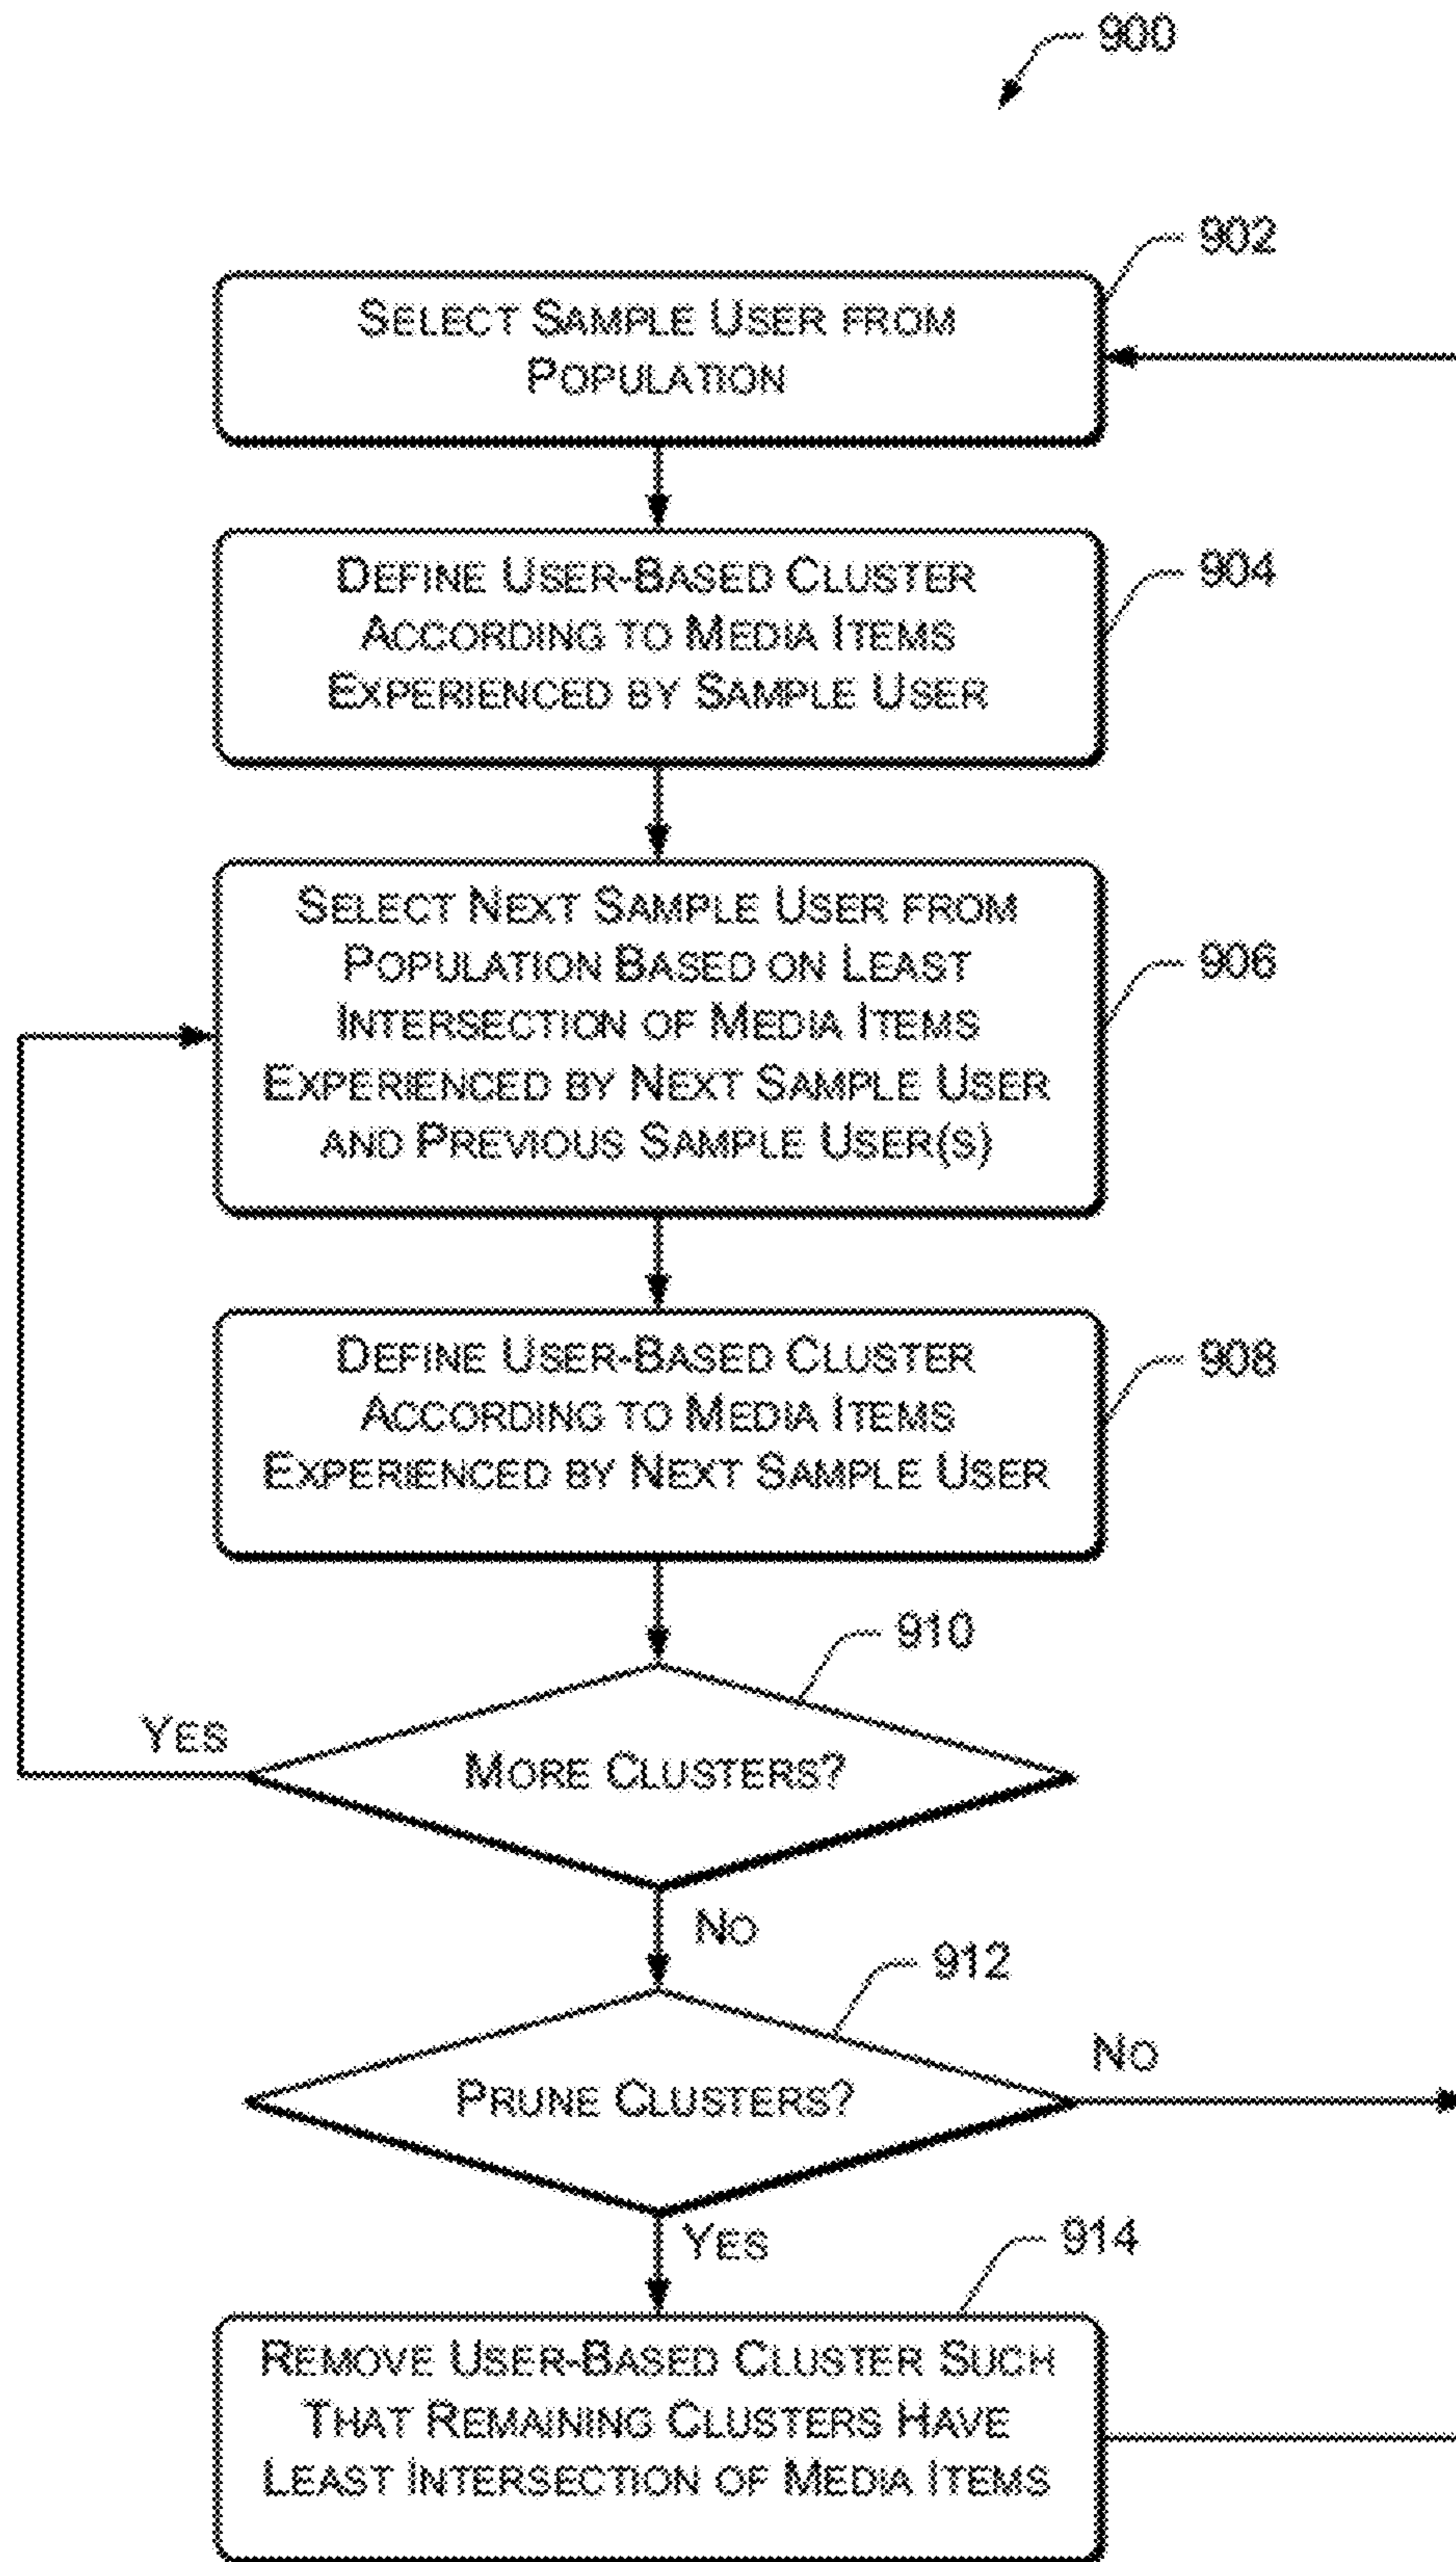 900
902
SELECT SAMPLE USER FROM
POPULATION
904
DEFINE USER-BASED CLUSTER
ACCORDING TO MEDIA ITEMS
EXPERIENCED BY SAMPLE USER
906
SELECT NEXT SAMPLE USER FROM
POPULATION BASED ON LEAST
INTERSECTION OF MEDIA ITEMS
EXPERIENCED BY NEXT SAMPLE USER
AND PREVIOUS SAMPLE USER(S)
908
DEFINE USER-BASED CLUSTER
ACCORDING TO MEDIA ITEMS
EXPERIENCED BY NEXT SAMPLE USER
910
YES
MORE CLUSTERS?
NO
912
NO
PRUNE CLUSTERS?
YES
914
REMOVE USER-BASED CLUSTER SUCH
THAT REMAINING CLUSTERS HAVE
LEAST INTERSECTION OF MEDIA ITEMS